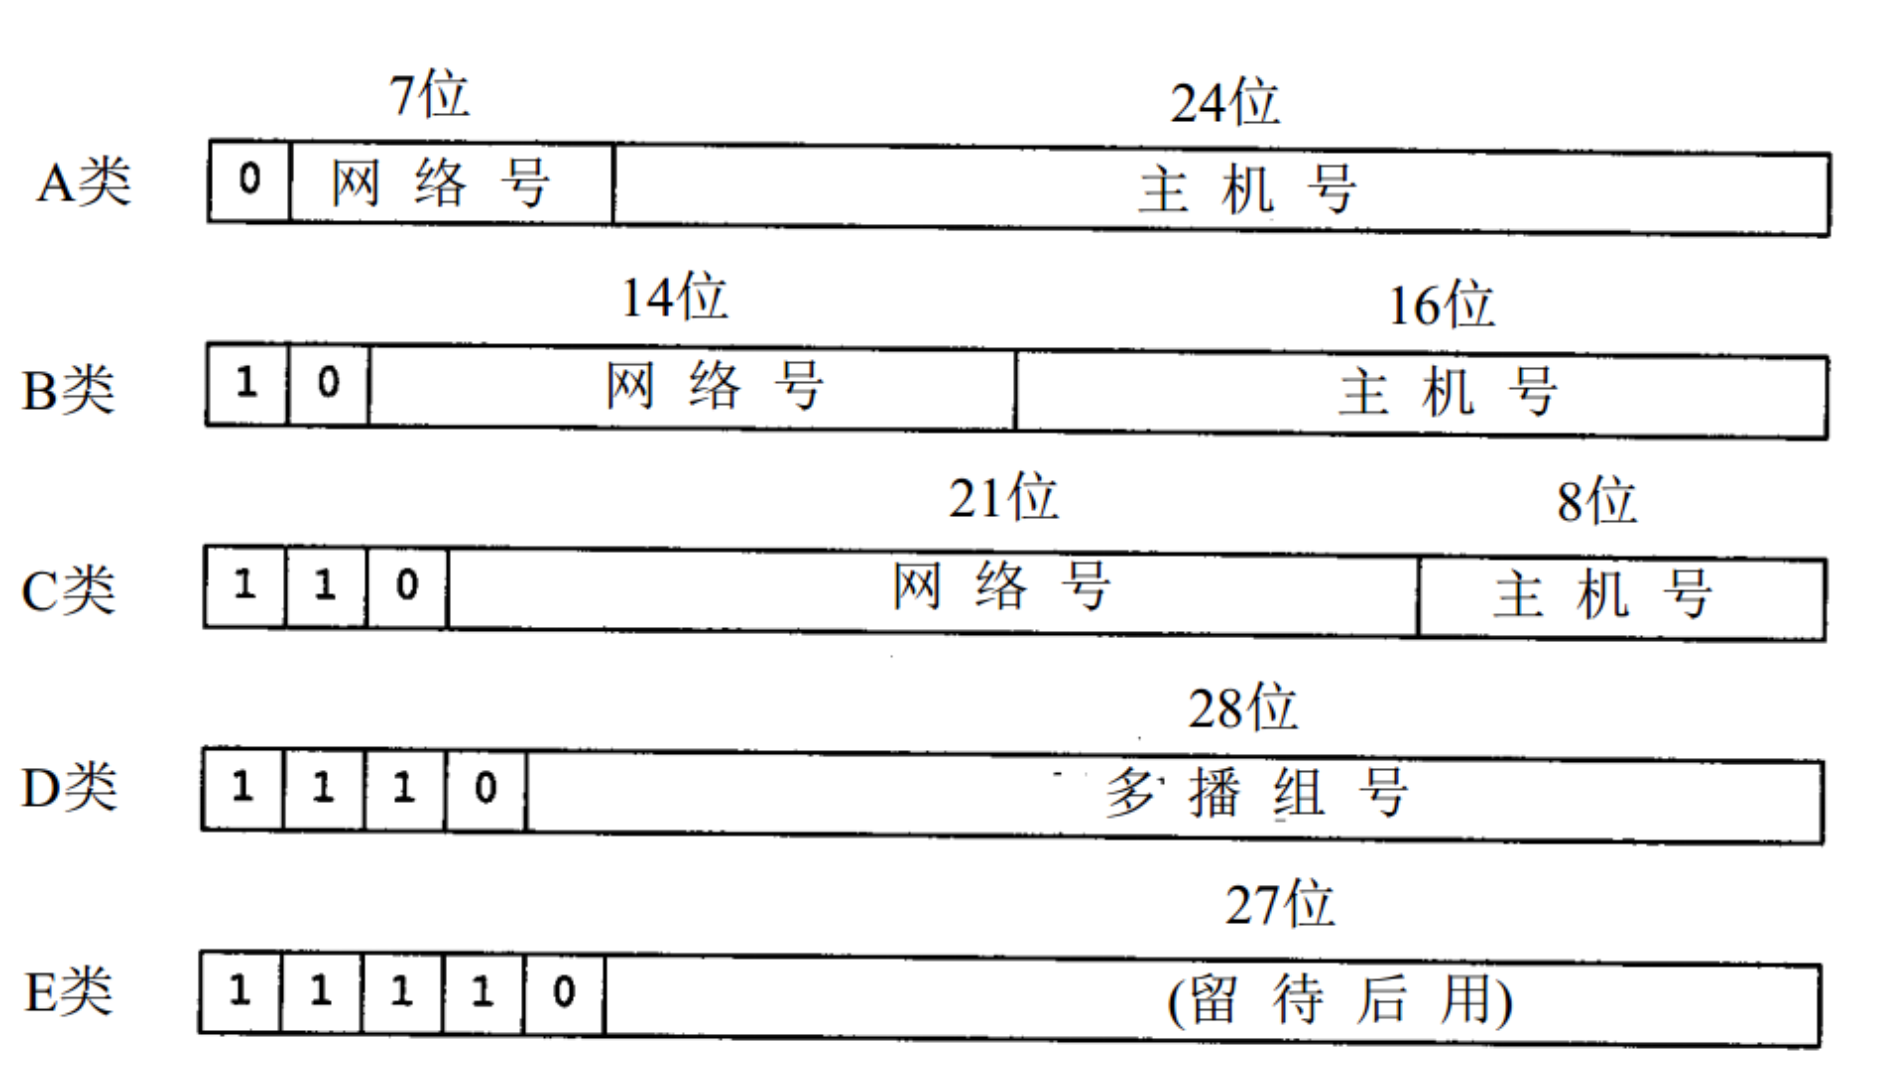 7位 24位
A类 0 网络号 主机号
14位 16位
B类 1 0 网络号 主机号
21位 8位
C类 1 1 0 网络号 主机号
28位
D类 1 1 1 0 多播组号
27位
E类 1 1 1 1 0 (留待后用)